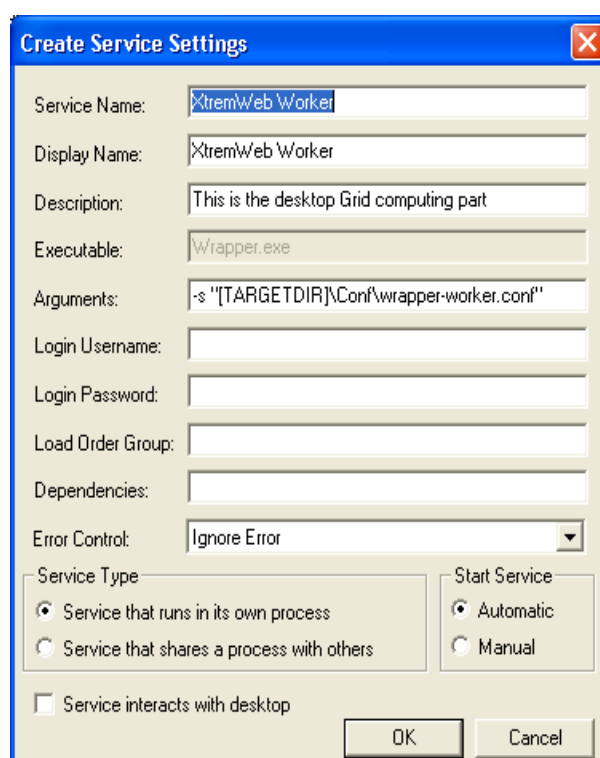 Create Service Settings
Service Name: XtremWeb Worker
Display Name: XtremWeb Worker
Description: This is the desktop Grid computing part
Executable: Wrapper.exe
Arguments: -s "[TARGETDIR]\Conf\wrapper-worker.conf"
Login Username:
Login Password:
Load Order Group:
Dependencies:
Error Control: Ignore Error
Service Type
Service that runs in its own process
Service that shares a process with others
Start Service
Automatic
Manual
Service interacts with desktop
OK Cancel